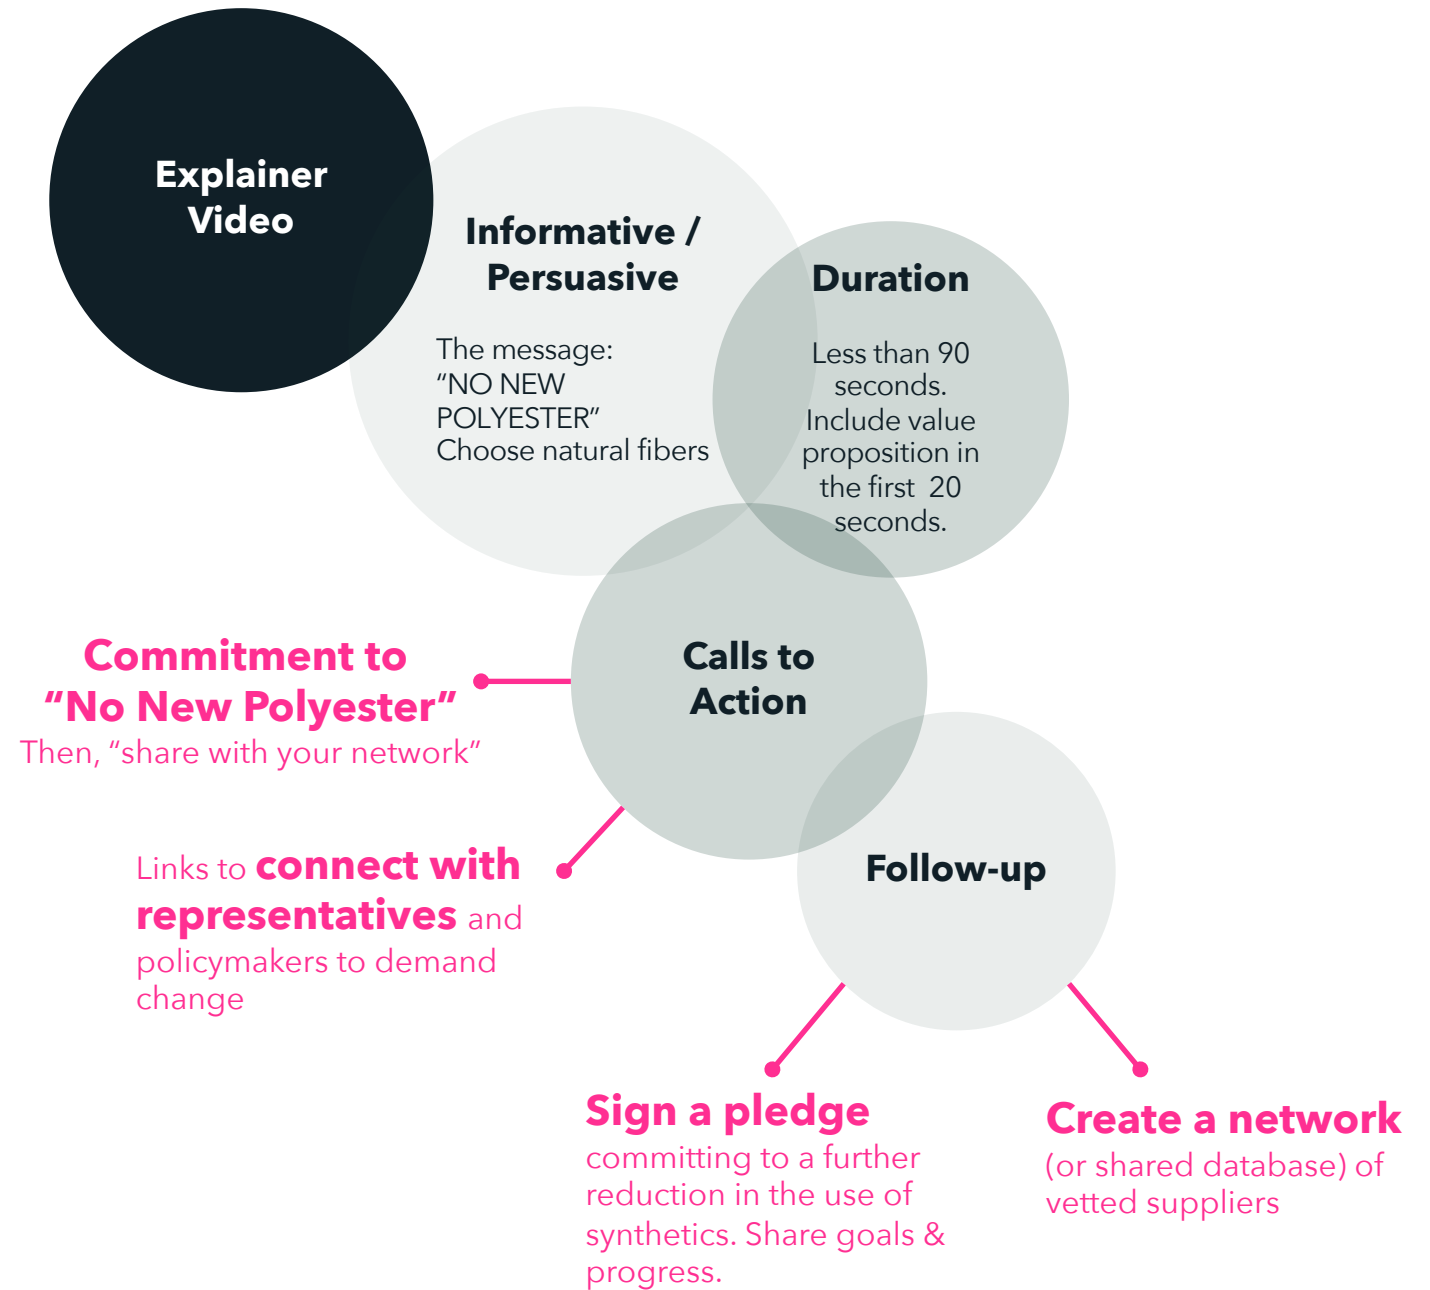 Explainer
Video
Informative /
Persuasive
The message:
“NO NEW
POLYESTER”
Choose natural fibers
Duration
Less than 90
seconds.
Include value
proposition in
the first 20
seconds.
Calls to
Action
Commitment to
“No New Polyester”
Then, “share with your network”
Links to connect with
representatives and
policymakers to demand
change
Follow-up
Sign a pledge
committing to a further
reduction in the use of
synthetics. Share goals &
progress.
Create a network
(or shared database) of
vetted suppliers